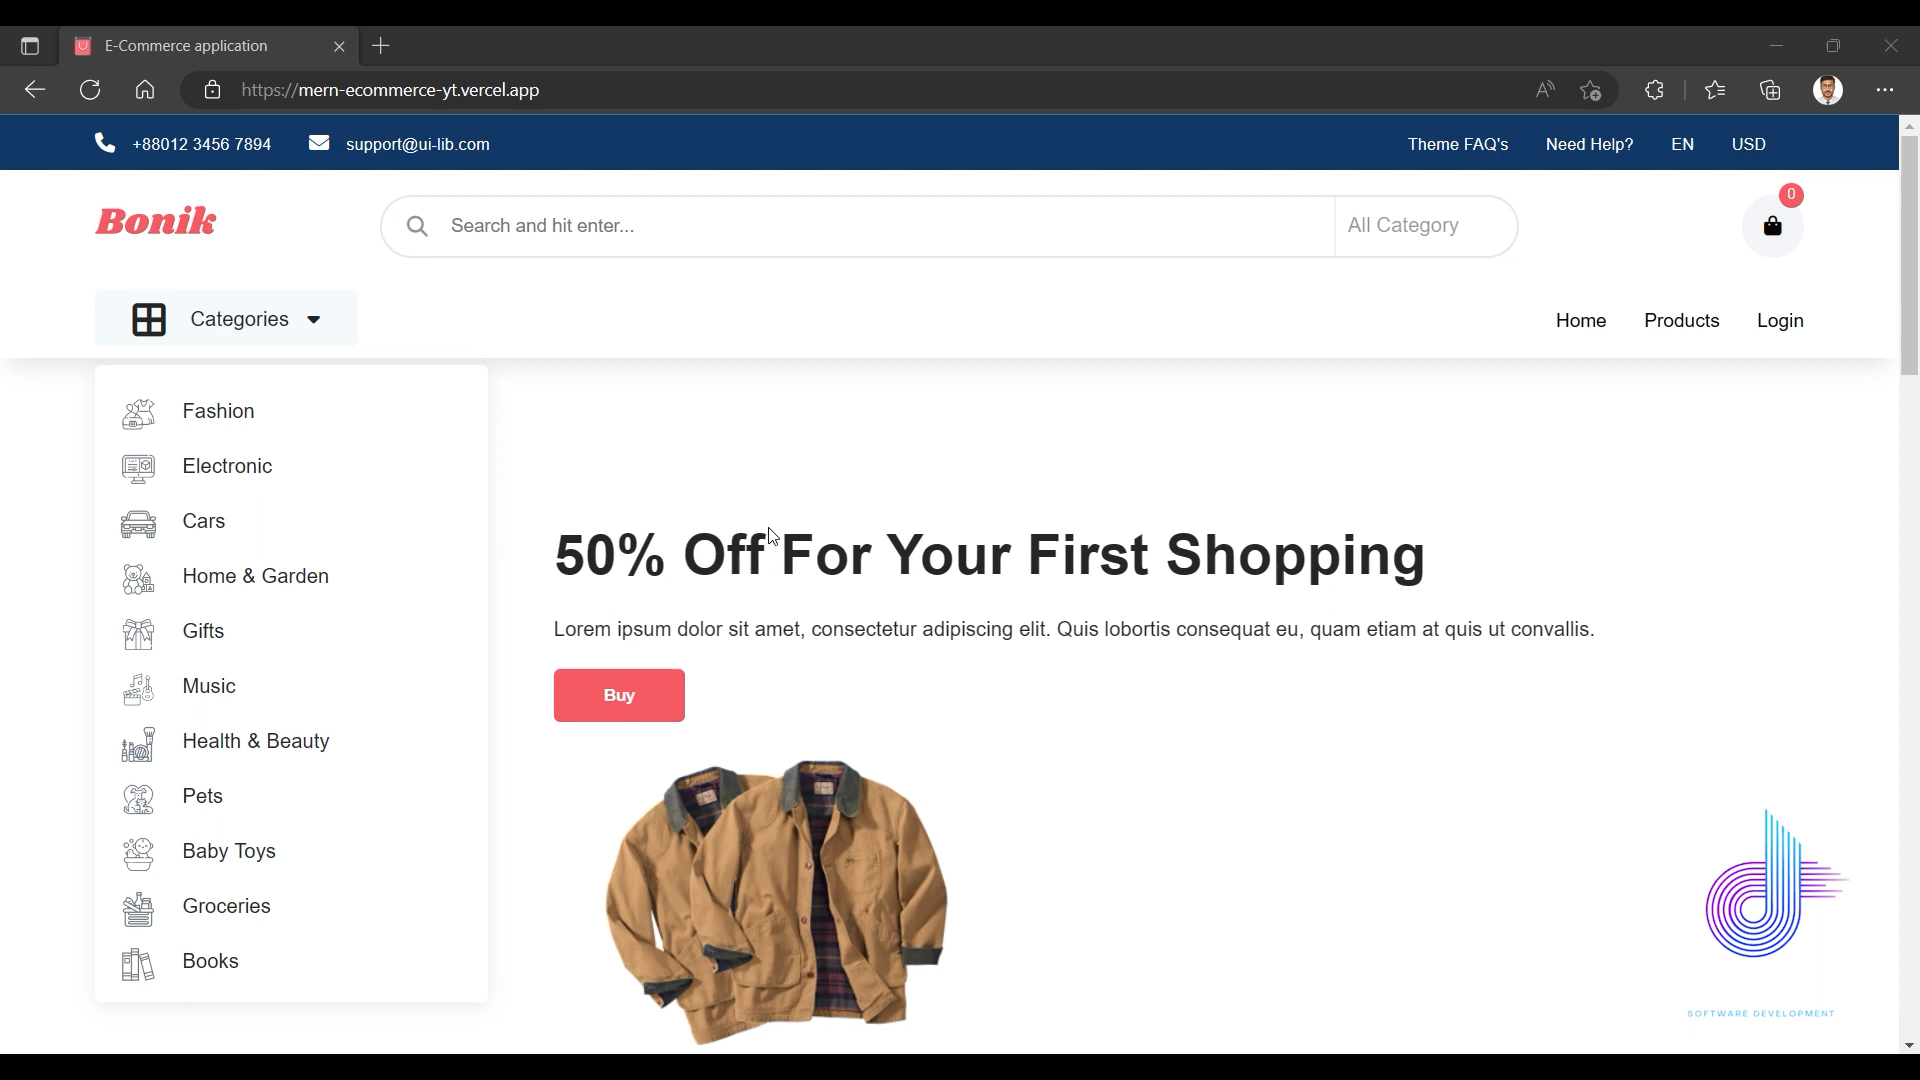 E-Commerce application
https://mern-ecommerce-yt.vercel.app
+88012 3456 7894 support@ui-lib.com Theme FAQ's Need Help? EN USD
0
Bonik Search and hit enter... All Category
Categories Home Products Login
Fashion
Electronic
Cars
Home & Garden
Gifts
Music
Health & Beauty
Pets
Baby Toys
Groceries
Books
50% Off For Your First Shopping
Lorem ipsum dolor sit amet, consectetur adipiscing elit. Quis lobortis consequat eu, quam etiam at quis ut convallis.
Buy
SOFTWARE DEVELOPMENT